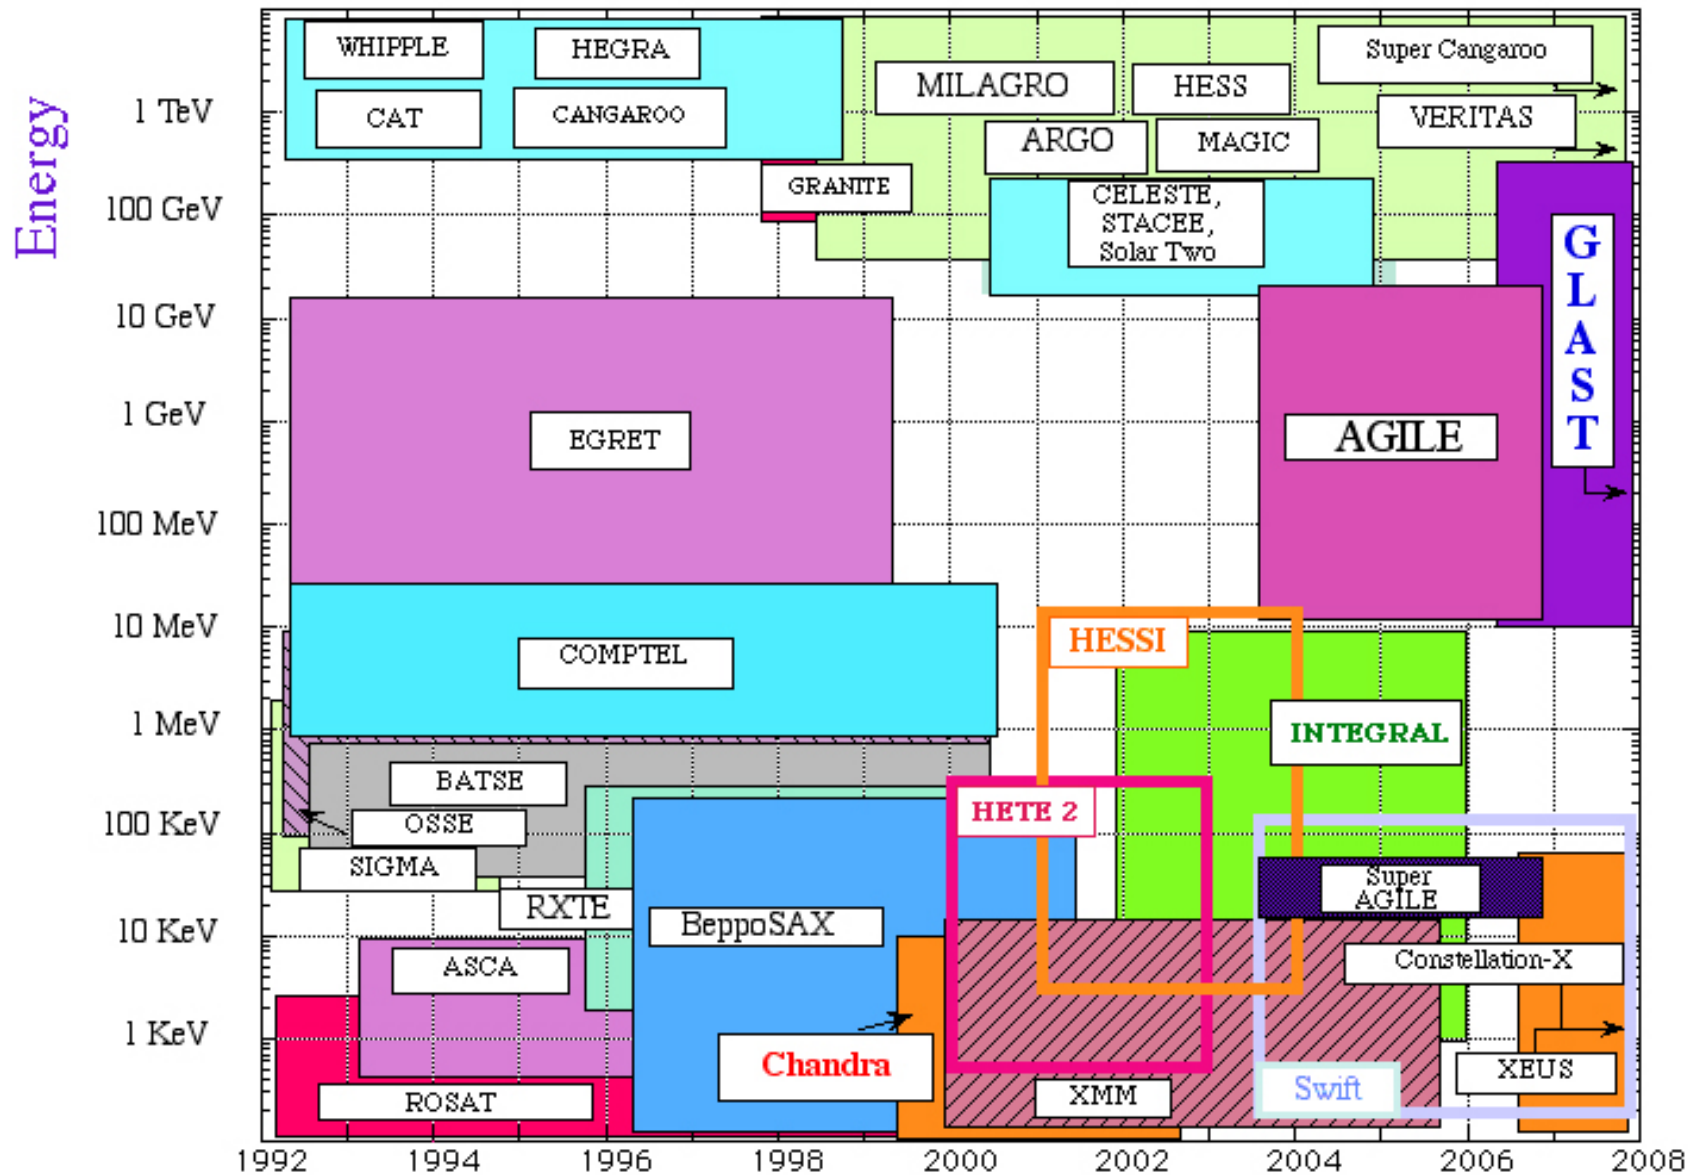 Energy
1 TeV
100 GeV
10 GeV
1 GeV
100 MeV
10 MeV
1 MeV
100 KeV
10 KeV
1 KeV
WHIPPLE
HEGRA
CAT
CANGAROO
MILAGRO
HESS
Super Cangaroo
ARGO
MAGIC
VERITAS
GRANITE
CELESTE,
STACEE,
Solar Two
GLAST
EGRET
AGILE
COMPTEL
HESSI
INTEGRAL
BATSE
OSSE
SIGMA
RXTE
HETE 2
BeppoSAX
Super
AGILE
ASCA
Constellation-X
Chandra
ROSAT
XMM
Swift
XEUS
1992 1994 1996 1998 2000 2002 2004 2006 2008